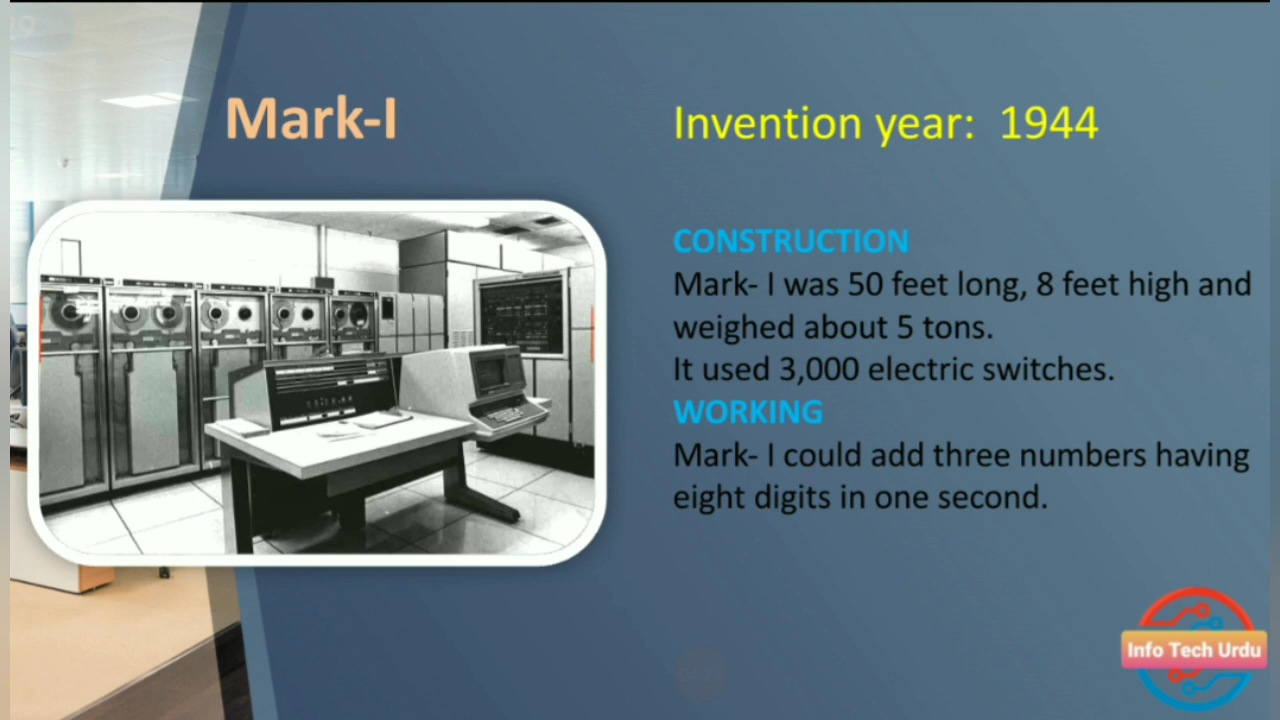 Mark-I
Invention year: 1944
CONSTRUCTION
Mark- I was 50 feet long, 8 feet high and
weighed about 5 tons.
It used 3,000 electric switches.
WORKING
Mark- I could add three numbers having
eight digits in one second.
Info Tech Urdu